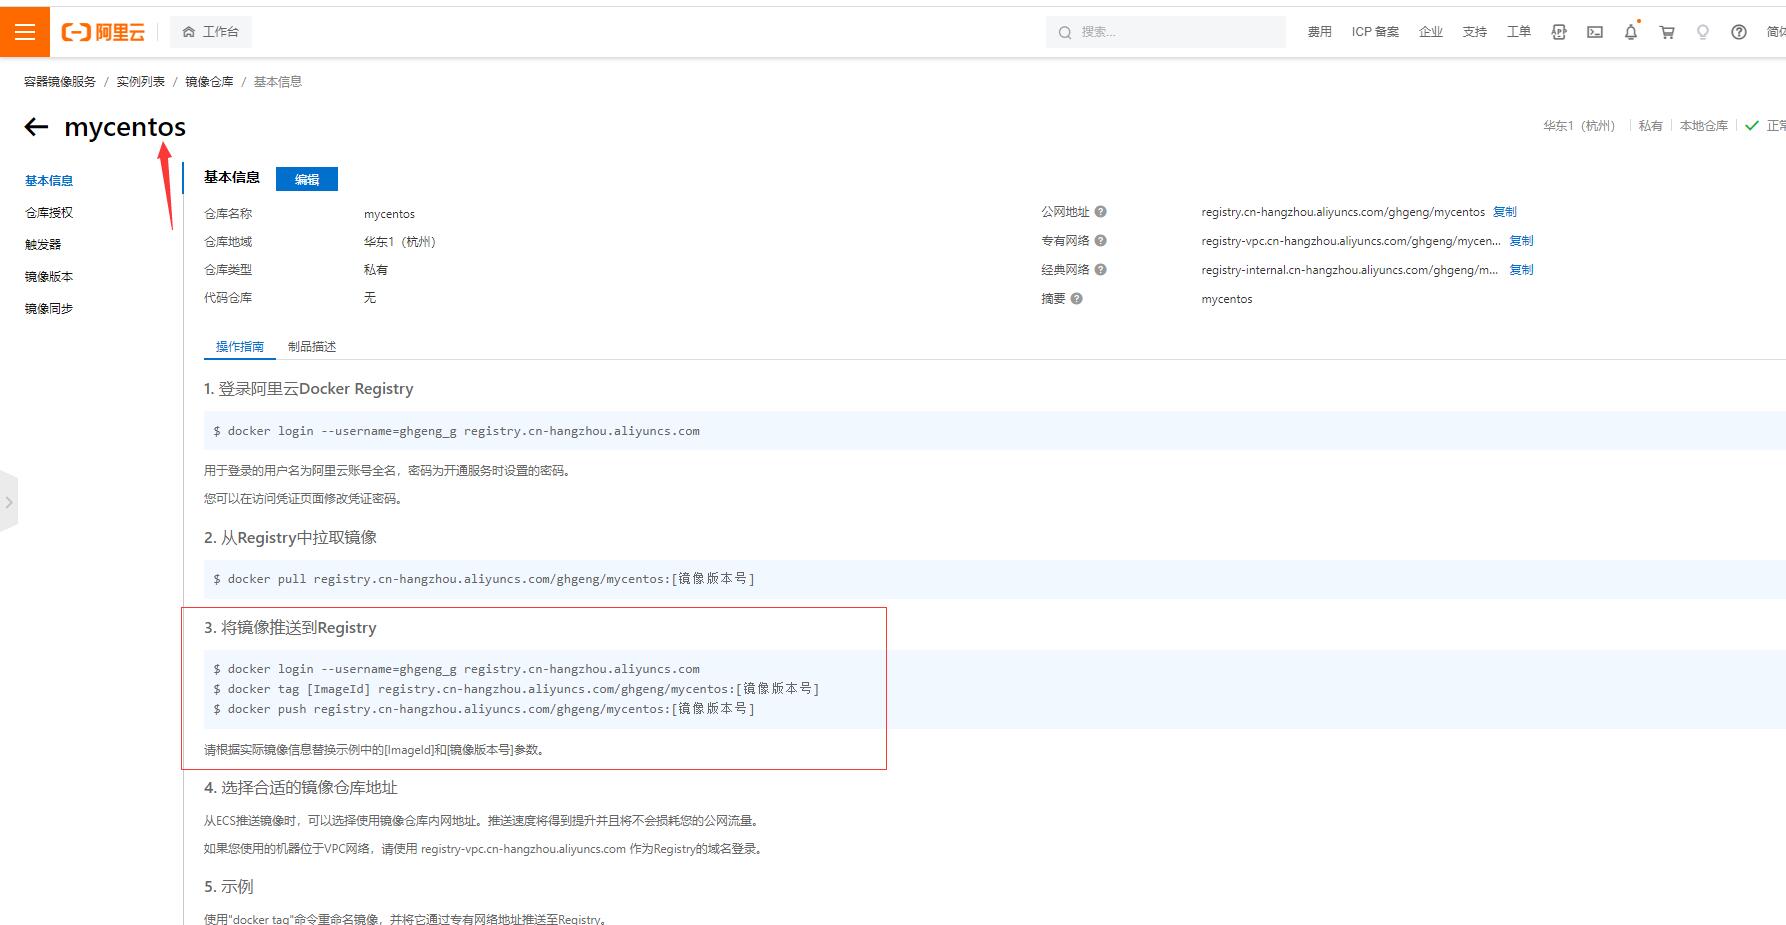 阿里云
工作台
搜索...
费用
ICP 备案
企业
支持
工单
简体
容器镜像服务 / 实例列表 / 镜像仓库 / 基本信息
mycentos
华东1（杭州）
私有
本地仓库
正常
基本信息
仓库授权
触发器
镜像版本
镜像同步
基本信息
编辑
仓库名称 mycentos
仓库地域 华东1（杭州）
仓库类型 私有
代码仓库 无
公网地址 registry.cn-hangzhou.aliyuncs.com/ghgeng/mycentos 复制
专有网络 registry-vpc.cn-hangzhou.aliyuncs.com/ghgeng/mycen... 复制
经典网络 registry-internal.cn-hangzhou.aliyuncs.com/ghgeng/m... 复制
摘要 mycentos
操作指南
制品描述
1. 登录阿里云Docker Registry
$ docker login --username=ghgeng_g registry.cn-hangzhou.aliyuncs.com
用于登录的用户名为阿里云账号全名，密码为开通服务时设置的密码。
您可以在访问凭证页面修改凭证密码。
2. 从Registry中拉取镜像
$ docker pull registry.cn-hangzhou.aliyuncs.com/ghgeng/mycentos:[镜像版本号]
3. 将镜像推送到Registry
$ docker login --username=ghgeng_g registry.cn-hangzhou.aliyuncs.com
$ docker tag [ImageId] registry.cn-hangzhou.aliyuncs.com/ghgeng/mycentos:[镜像版本号]
$ docker push registry.cn-hangzhou.aliyuncs.com/ghgeng/mycentos:[镜像版本号]
请根据实际镜像信息替换示例中的[ImageId]和[镜像版本号]参数。
4. 选择合适的镜像仓库地址
从ECS推送镜像时，可以选择使用镜像仓库内网地址。推送速度将得到提升并且将不会损耗您的公网流量。
如果您使用的机器位于VPC网络，请使用 registry-vpc.cn-hangzhou.aliyuncs.com 作为Registry的域名登录。
5. 示例
使用"docker tag"命令重命名镜像，并将它通过专有网络地址推送至Registry。